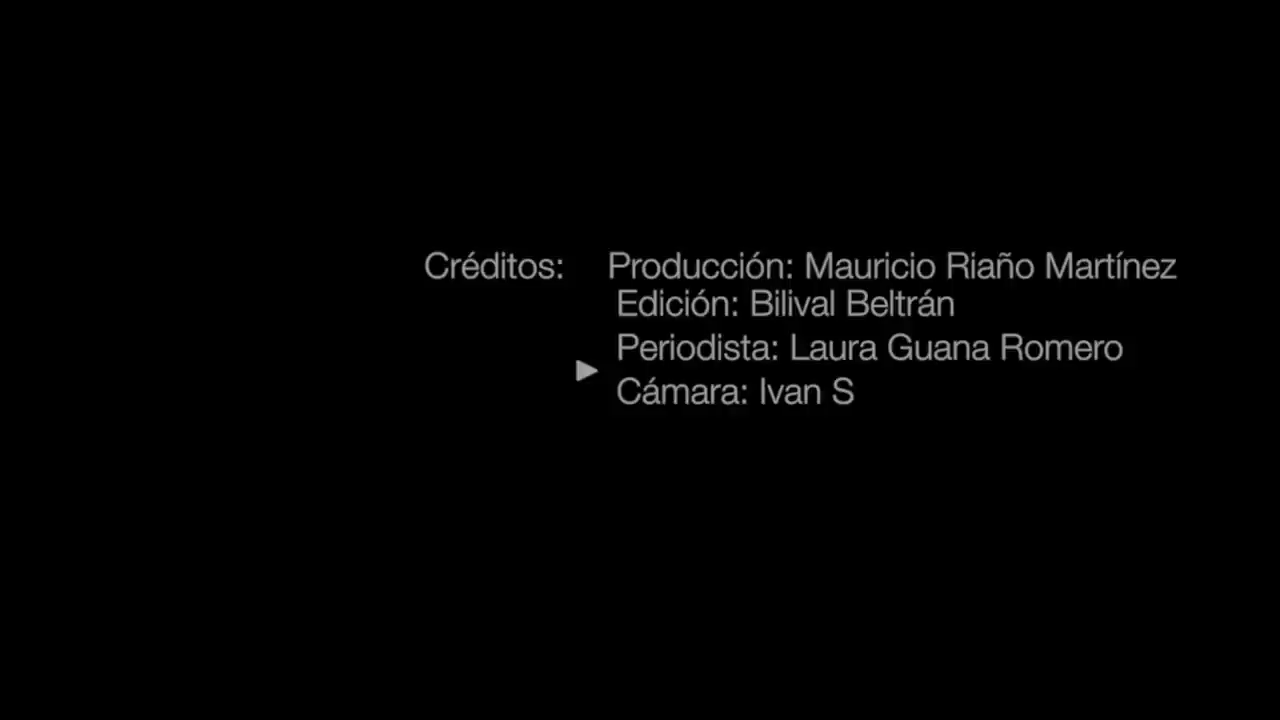 Créditos: Producción: Mauricio Riaño Martínez
Edición: Bilival Beltrán
Periodista: Laura Guana Romero
Cámara: Ivan S